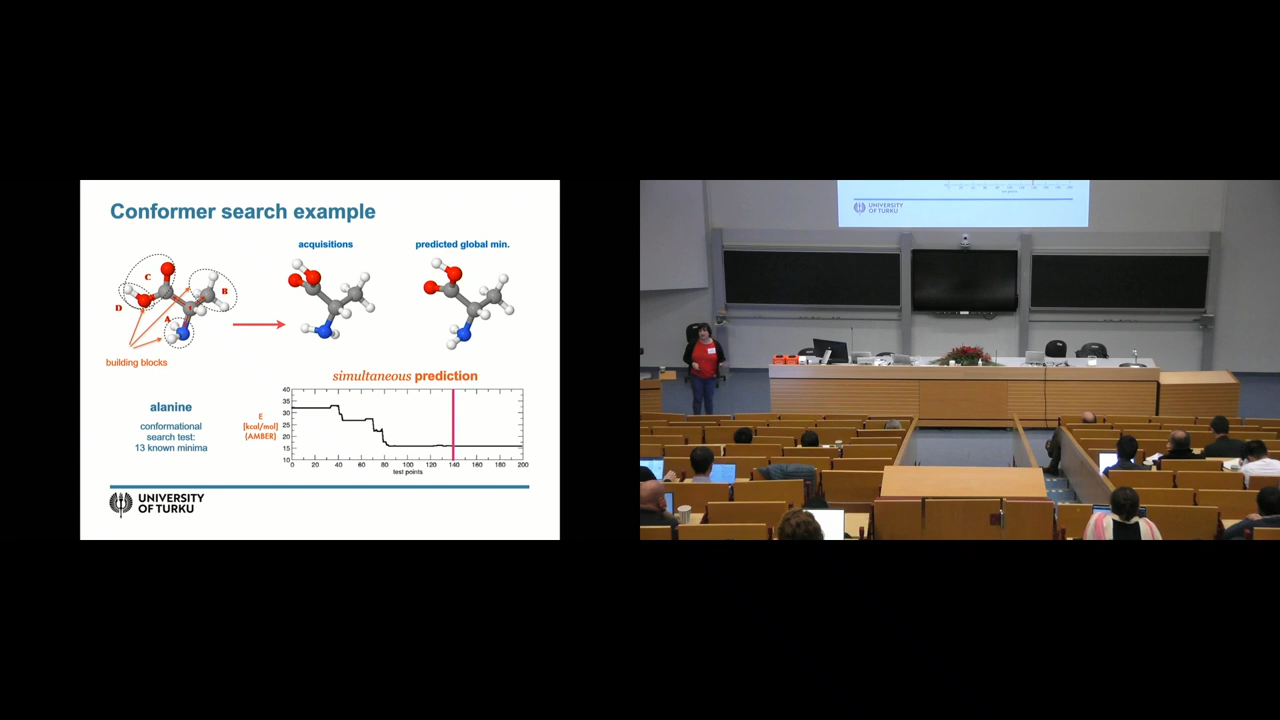 Conformer search example
acquisitions
predicted global min.
C
B
D
A
building blocks
simultaneous prediction
alanine
conformational
search test:
13 known minima
E
[kcal/mol]
(AMBER)
40
35
30
25
20
15
10
0 20 40 60 80 100 120 140 160 180 200
test points
UNIVERSITY
OF TURKU
UNIVERSITY
OF TURKU